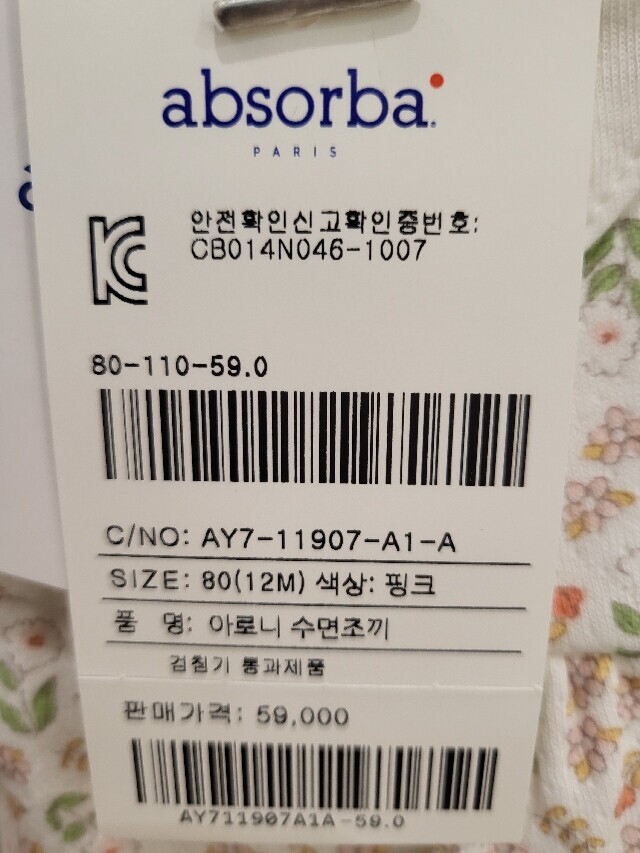 absorba
PARIS
안전확인신고확인증번호:
CB014N046-1007
80-110-59.0
C/NO: AY7-11907-A1-A
SIZE: 80(12M) 색상: 핑크
품 명: 아로니 수면조끼
검침기 통과제품
판매가격: 59,000
AY711907A1A-59.0